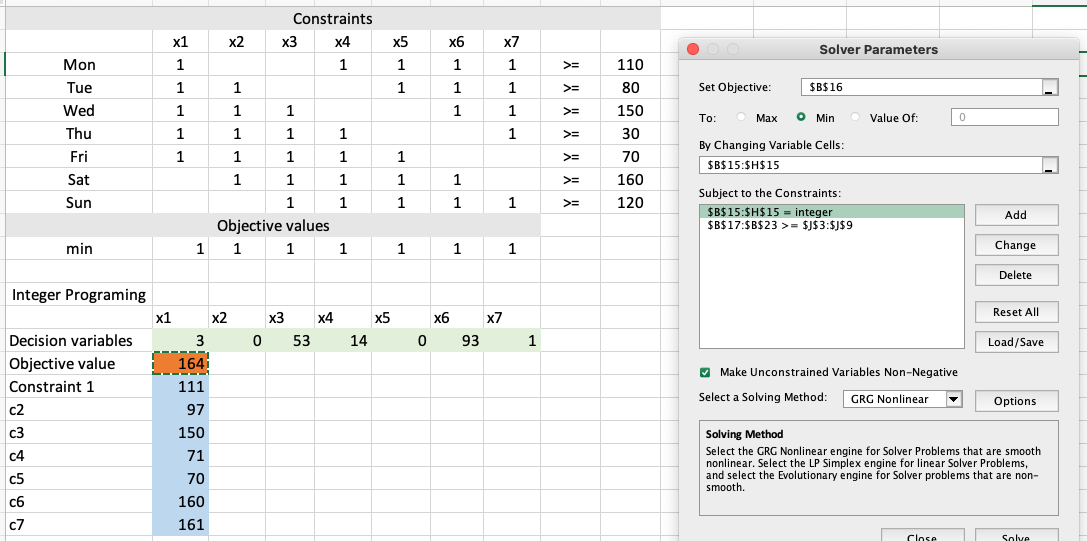 Constraints
x1 x2 x3 x4 x5 x6 x7
Mon 1 1 1 1 1 >= 110
Tue 1 1 1 1 1 >= 80
Wed 1 1 1 1 1 >= 150
Thu 1 1 1 1 1 >= 30
Fri 1 1 1 1 1 >= 70
Sat 1 1 1 1 1 >= 160
Sun 1 1 1 1 1 >= 120
Objective values
min 1 1 1 1 1 1 1
Integer Programing
x1 x2 x3 x4 x5 x6 x7
Decision variables 3 0 53 14 0 93 1
Objective value 164
Constraint 1 111
c2 97
c3 150
c4 71
c5 70
c6 160
c7 161
Solver Parameters
Set Objective: $B$16
To: Max Min Value Of: 0
By Changing Variable Cells:
$B$15:$H$15
Subject to the Constraints:
$B$15:$H$15 = integer
$B$17:$B$23 >= $J$3:$J$9
Add
Change
Delete
Reset All
Load/Save
Make Unconstrained Variables Non-Negative
Select a Solving Method: GRG Nonlinear Options
Solving Method
Select the GRG Nonlinear engine for Solver Problems that are smooth
nonlinear. Select the LP Simplex engine for linear Solver Problems,
and select the Evolutionary engine for Solver problems that are non-
smooth.
Close Solve